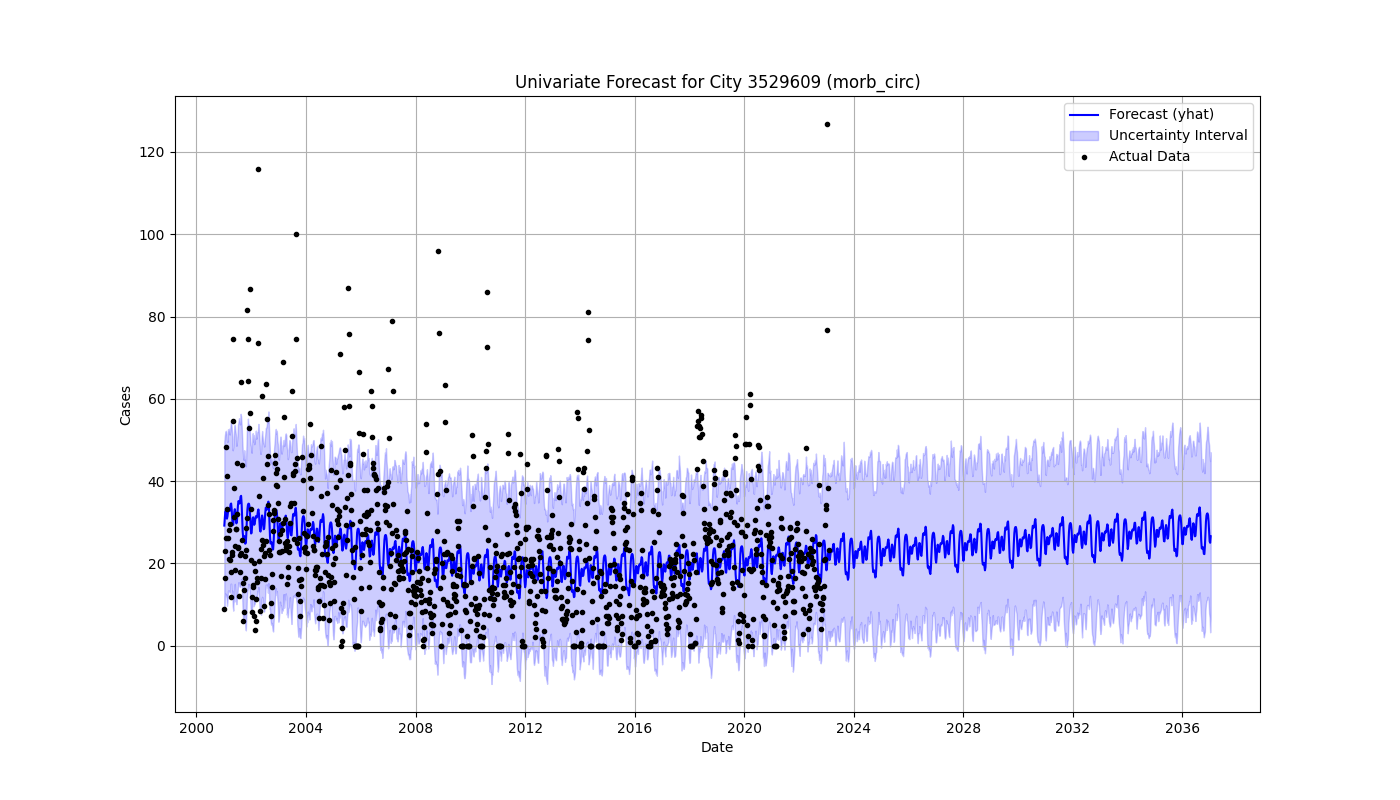 Univariate Forecast for City 3529609 (morb_circ)
Forecast (yhat)
Uncertainty Interval
Actual Data
Cases
120
100
80
60
40
20
0
2000 2004 2008 2012 2016 2020 2024 2028 2032 2036
Date